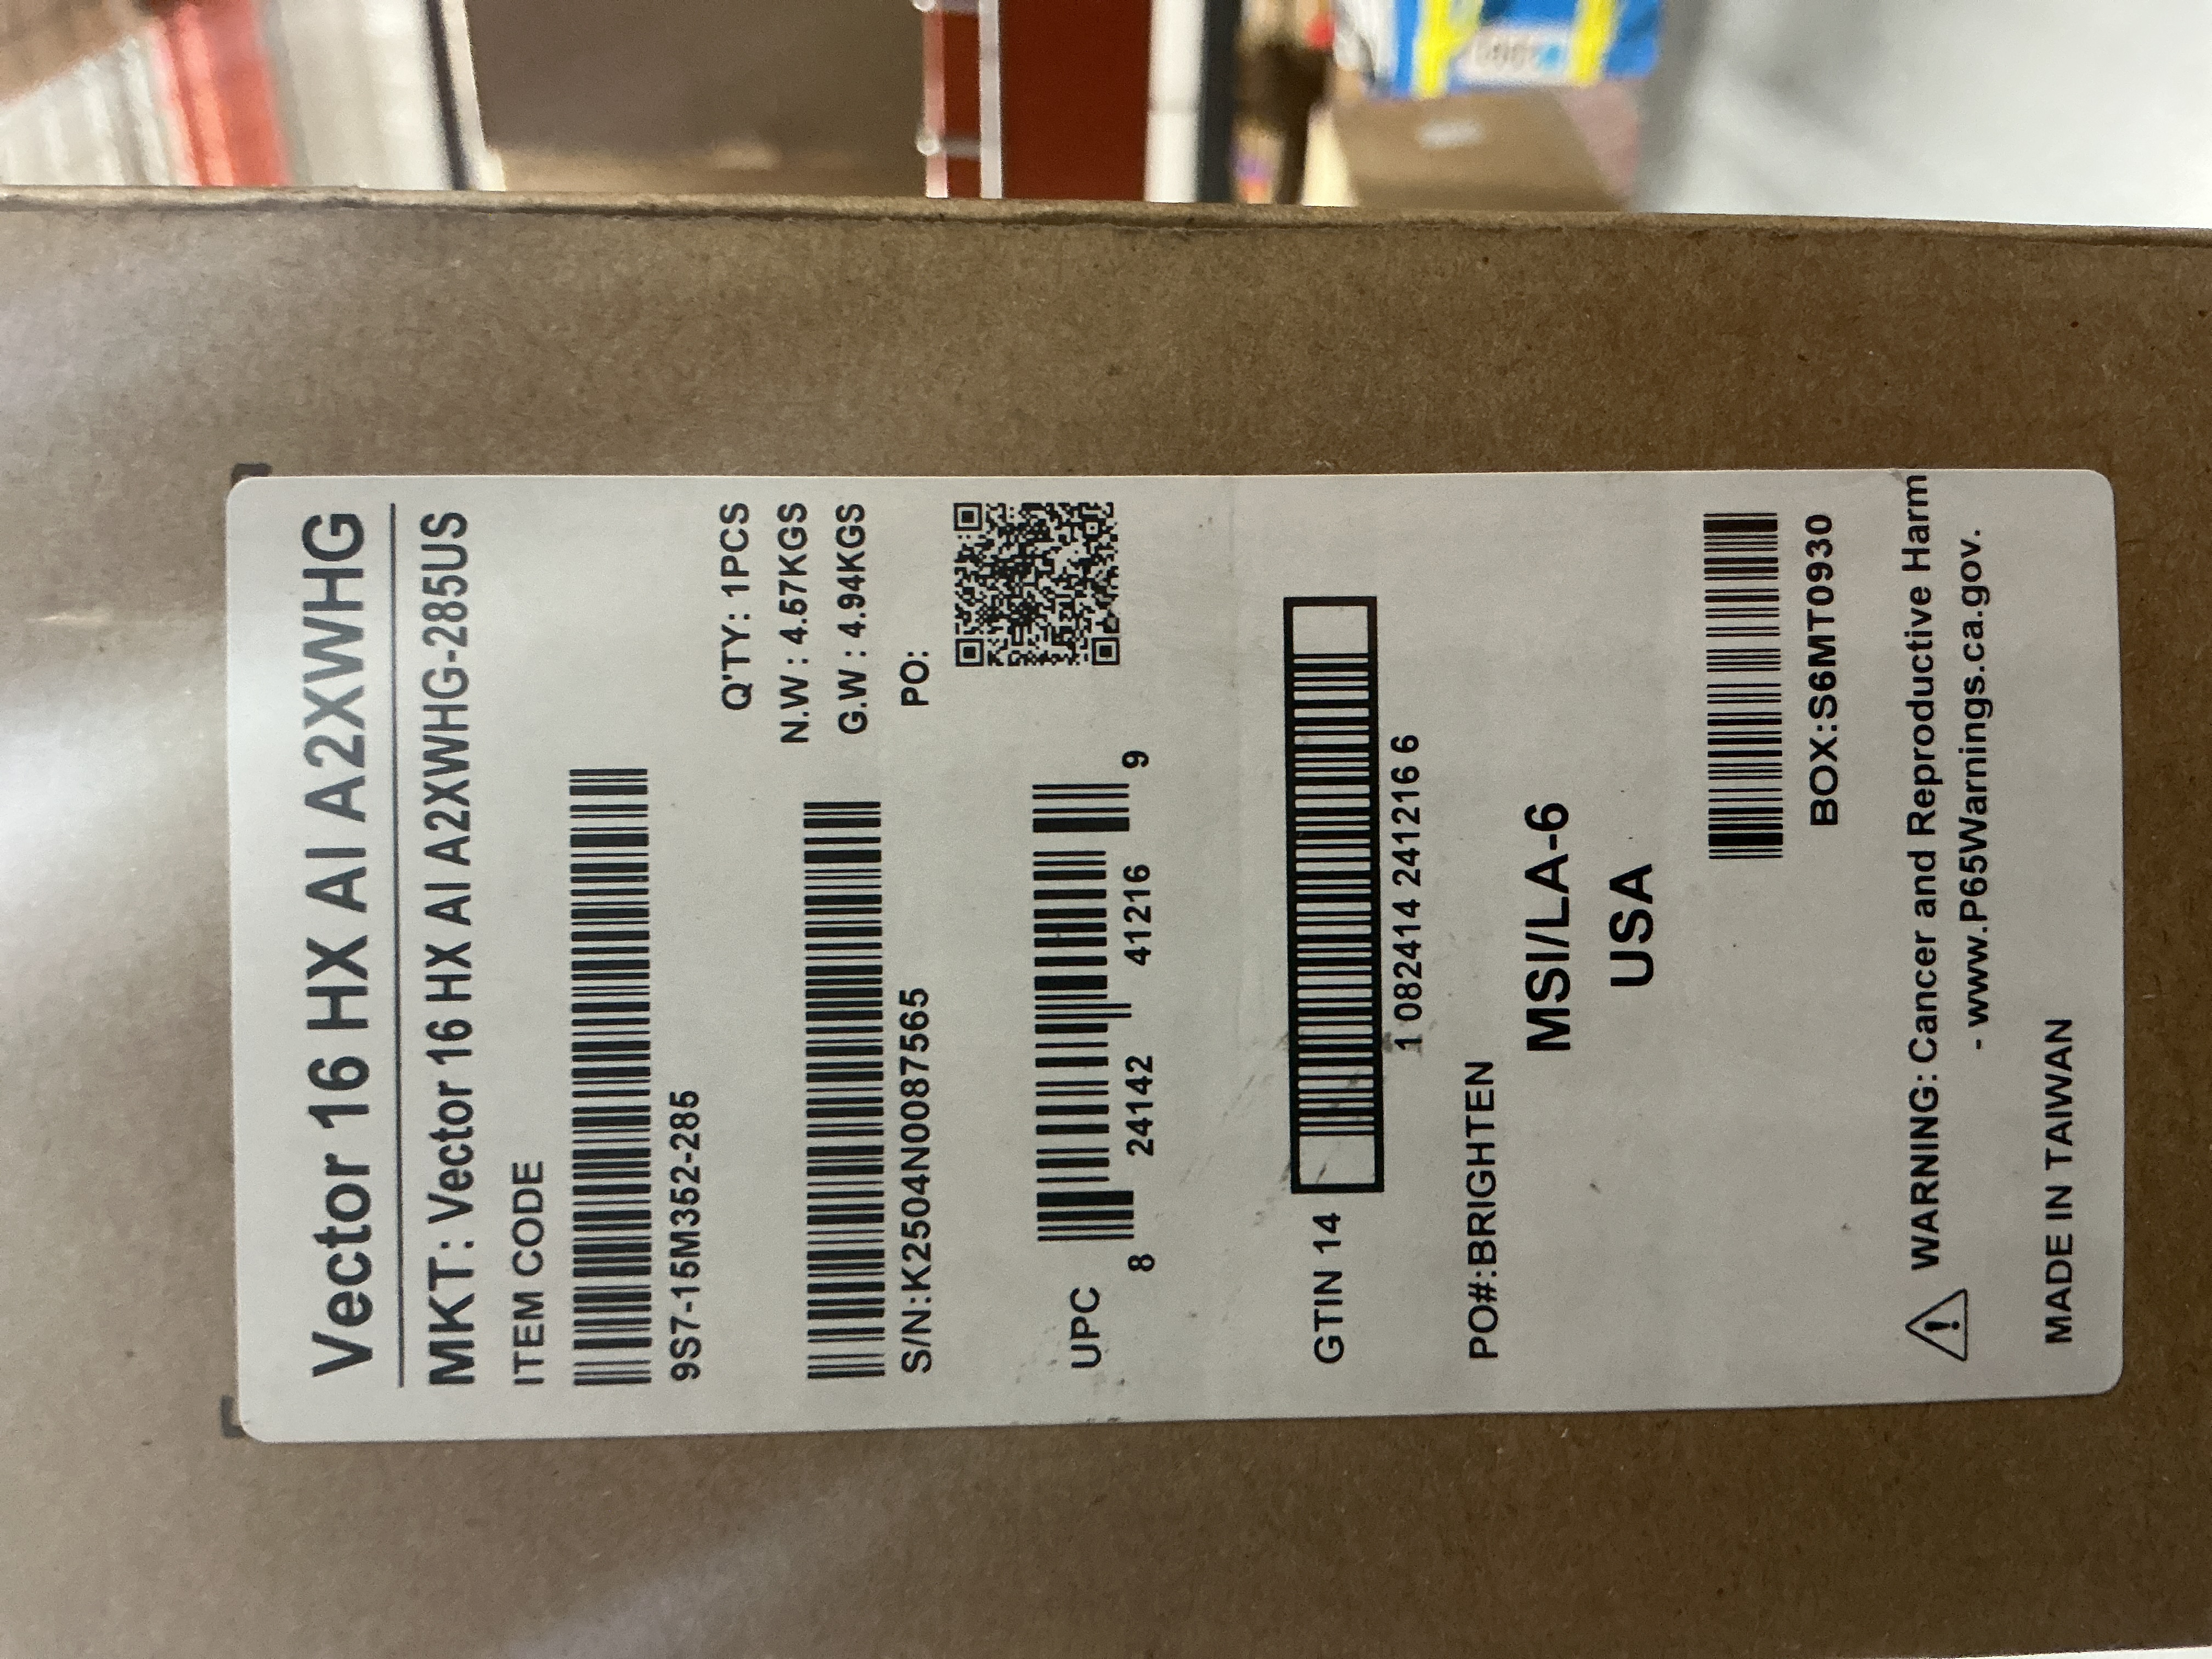 Vector 16 HX AI A2XWHG
MKT: Vector 16 HX AI A2XWHG-285US
ITEM CODE
9S7-15M352-285
Q'TY: 1PCS
N.W : 4.57KGS
G.W : 4.94KGS
PO:
S/N:K2504N0087565
UPC
8 24142 41216 9
GTIN 14
1 082414 241216 6
PO#:BRIGHTEN
MSI/LA-6
USA
BOX:S6MT0930
WARNING: Cancer and Reproductive Harm
- www.P65Warnings.ca.gov.
MADE IN TAIWAN